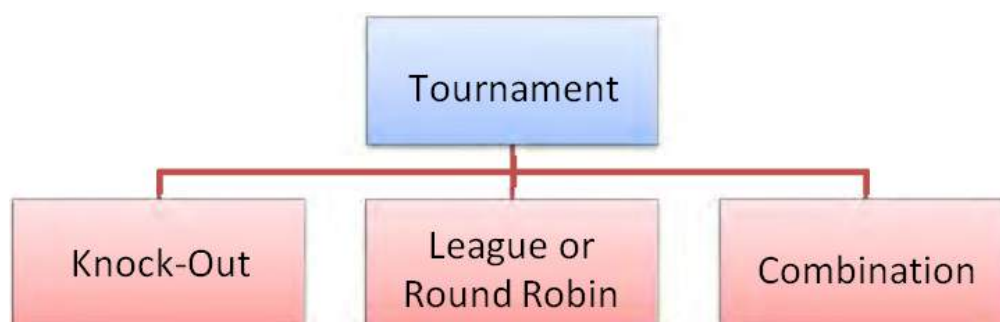 Tournament
Knock-Out
League or
Round Robin
Combination